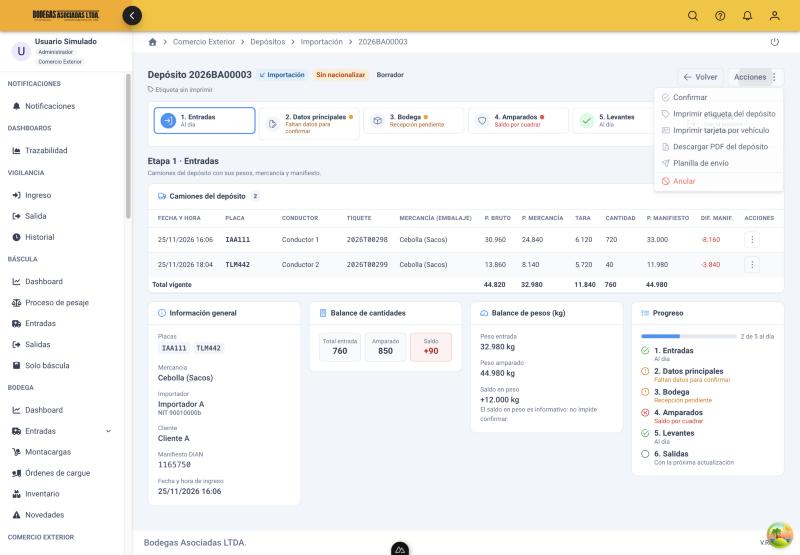 BODEGAS ASOCIADAS LTDA.
U
Usuario Simulado
Administrador
Comercio Exterior
NOTIFICACIONES
Notificaciones
DASHBOARDS
Trazabilidad
VIGILANCIA
Ingreso
Salida
Historial
BÁSCULA
Dashboard
Proceso de pesaje
Entradas
Salidas
Solo báscula
BODEGA
Dashboard
Entradas
Montacargas
Órdenes de cargue
Inventario
Novedades
COMERCIO EXTERIOR
Comercio Exterior > Depósitos > Importación > 2026BA00003
Depósito 2026BA00003 Importación Sin nacionalizar Borrador
Etiqueta sin imprimir
Volver
Acciones
Confirmar
Imprimir etiqueta del depósito
Imprimir tarjeta por vehículo
Descargar PDF del depósito
Planilla de envío
Anular
1. Entradas
Al día
2. Datos principales
Faltan datos para
confirmar
3. Bodega
Recepción pendiente
4. Amparados
Saldo por cuadrar
5. Levantes
Al día
Etapa 1 · Entradas
Camiones del depósito con sus pesos, mercancía y manifiesto.
Camiones del depósito 2
FECHA Y HORA PLACA CONDUCTOR TIQUETE MERCANCÍA (EMBALAJE) P. BRUTO P. MERCANCÍA TARA CANTIDAD P. MANIFIESTO DIF. MANIF. ACCIONES
25/11/2026 16:06 IAA111 Conductor 1 2026T00298 Cebolla (Sacos) 30.960 24.840 6.120 720 33.000 -8.160
25/11/2026 18:04 TLM442 Conductor 2 2026T00299 Cebolla (Sacos) 13.860 8.140 5.720 40 11.980 -3.840
Total vigente 44.820 32.980 11.840 760 44.980
Información general
Placas
IAA111 TLM442
Mercancía
Cebolla (Sacos)
Importador
Importador A
NIT 90010000b
Cliente
Cliente A
Manifiesto DIAN
1165750
Fecha y hora de ingreso
25/11/2026 16:06
Balance de cantidades
Total entrada
760
Amparado
850
Saldo
+90
Balance de pesos (kg)
Peso entrada
32.980 kg
Peso amparado
44.980 kg
Saldo en peso
+12.000 kg
El saldo en peso es informativo: no impide
confirmar.
Progreso
2 de 5 al día
1. Entradas
Al día
2. Datos principales
Faltan datos para confirmar
3. Bodega
Recepción pendiente
4. Amparados
Saldo por cuadrar
5. Levantes
Al día
6. Salidas
Con la próxima actualización
Bodegas Asociadas LTDA.